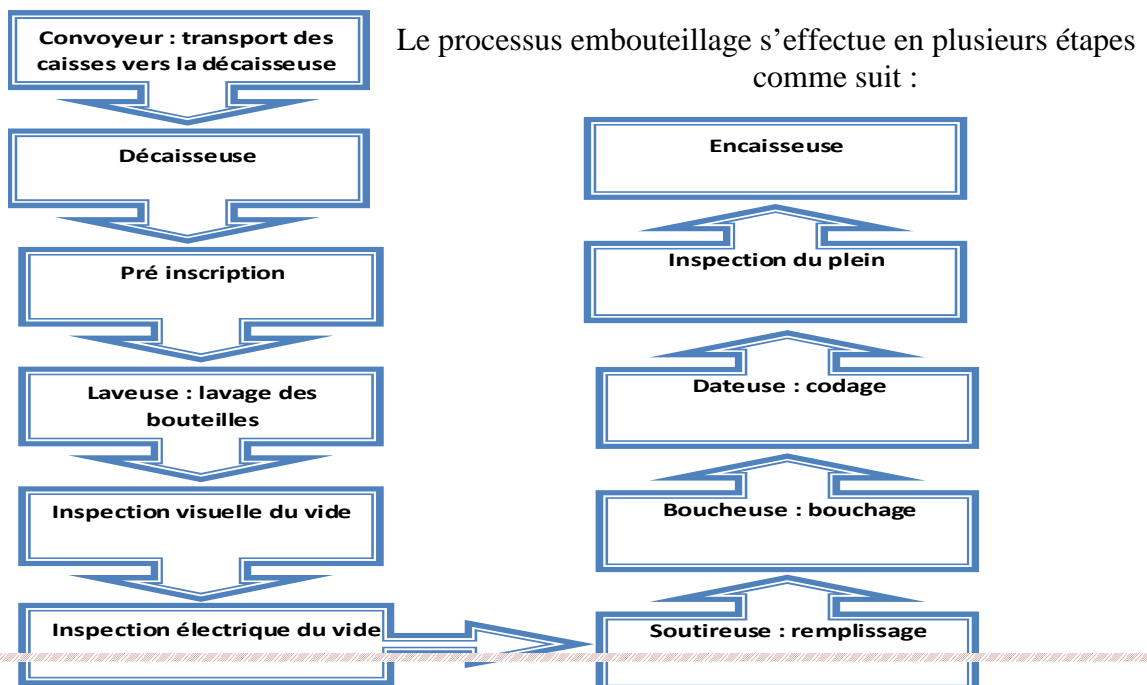 Le processus embouteillage s’effectue en plusieurs étapes
comme suit :
Convoyeur : transport des
caisses vers la décaisseuse
Décaisseuse
Pré inscription
Laveuse : lavage des
bouteilles
Inspection visuelle du vide
Inspection électrique du vide
Soutireuse : remplissage
Boucheuse : bouchage
Dateuse : codage
Inspection du plein
Encaisseuse